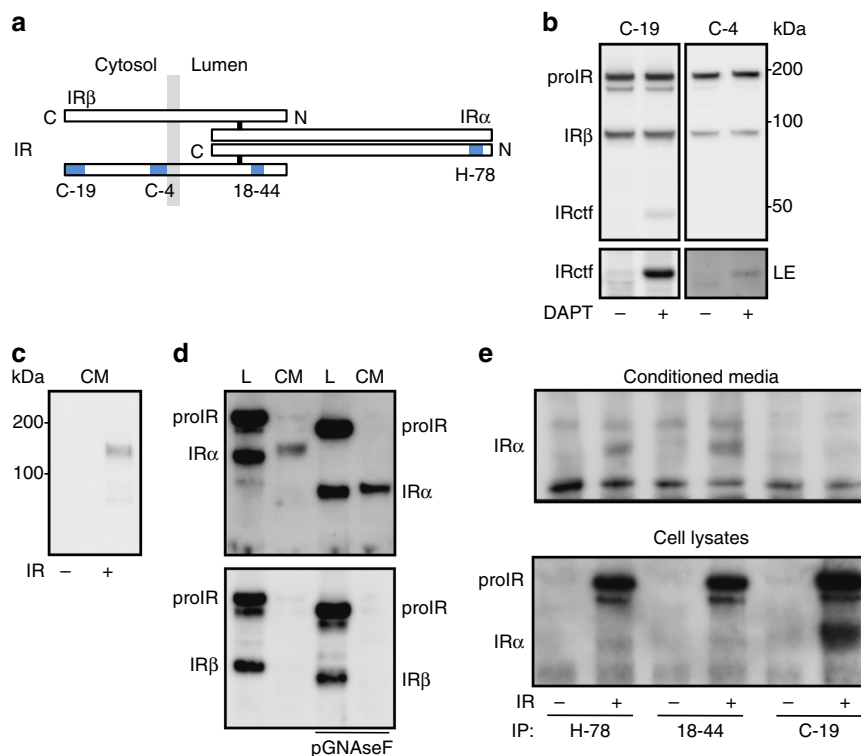 a
Cytosol Lumen
IRβ
C N IRα
IR C N
C-19 C-4 18-44 H-78
b
C-19 C-4 kDa
proIR -200
-100
IRβ
-50
IRctf
IRctf LE
DAPT – + – +
c
kDa CM
200-
100-
IR – +
d
L CM L CM
proIR proIR
IRα IRα
proIR proIR
IRβ IRβ
pGNAseF
e
Conditioned media
IRα
Cell lysates
proIR
IRα
IR – + – + – +
IP: H-78 18-44 C-19